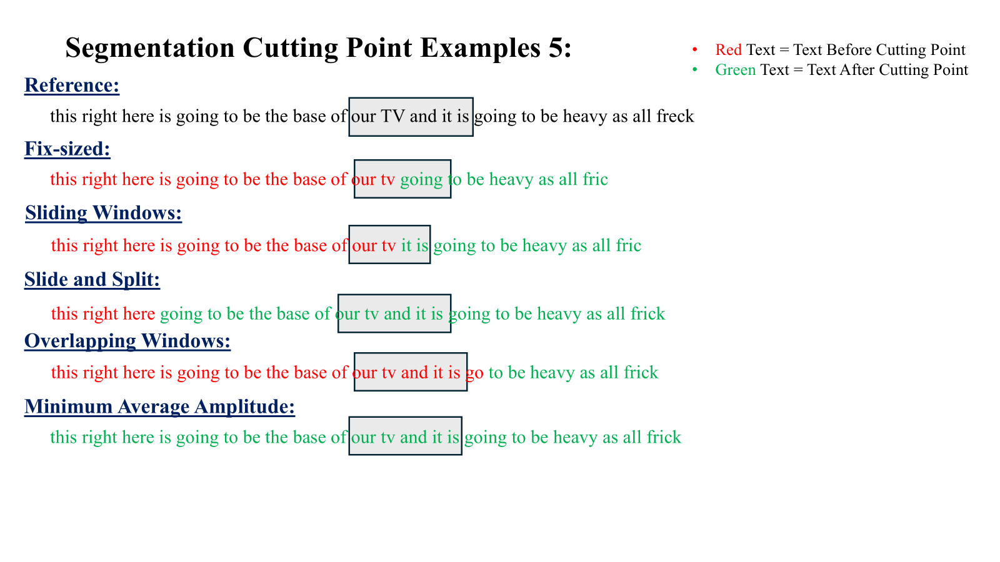 Segmentation Cutting Point Examples 5:
• Red Text = Text Before Cutting Point
• Green Text = Text After Cutting Point
Reference:
this right here is going to be the base of our TV and it is going to be heavy as all freck
Fix-sized:
this right here is going to be the base of our tv going to be heavy as all fric
Sliding Windows:
this right here is going to be the base of our tv it is going to be heavy as all fric
Slide and Split:
this right here going to be the base of our tv and it is going to be heavy as all frick
Overlapping Windows:
this right here is going to be the base of our tv and it is go to be heavy as all frick
Minimum Average Amplitude:
this right here is going to be the base of our tv and it is going to be heavy as all frick